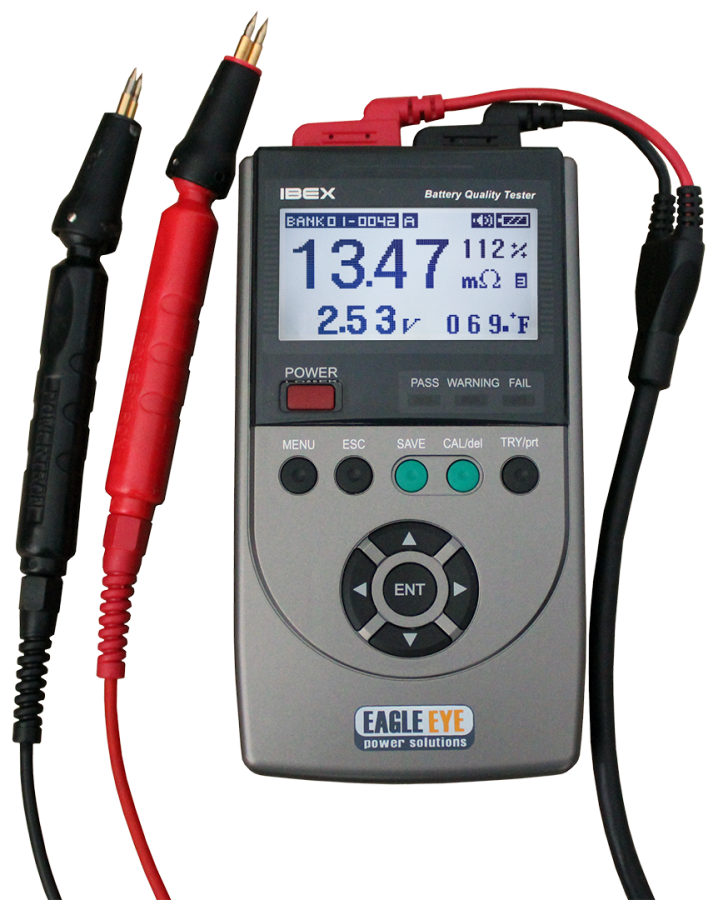 IBEX
Battery Quality Tester
BANK01-0042 A
13.47
112%
mΩ
2.53V
069.°F
POWER
PASS WARNING FAIL
MENU ESC SAVE CAL/del TRY/prt
ENT
EAGLE EYE
power solutions